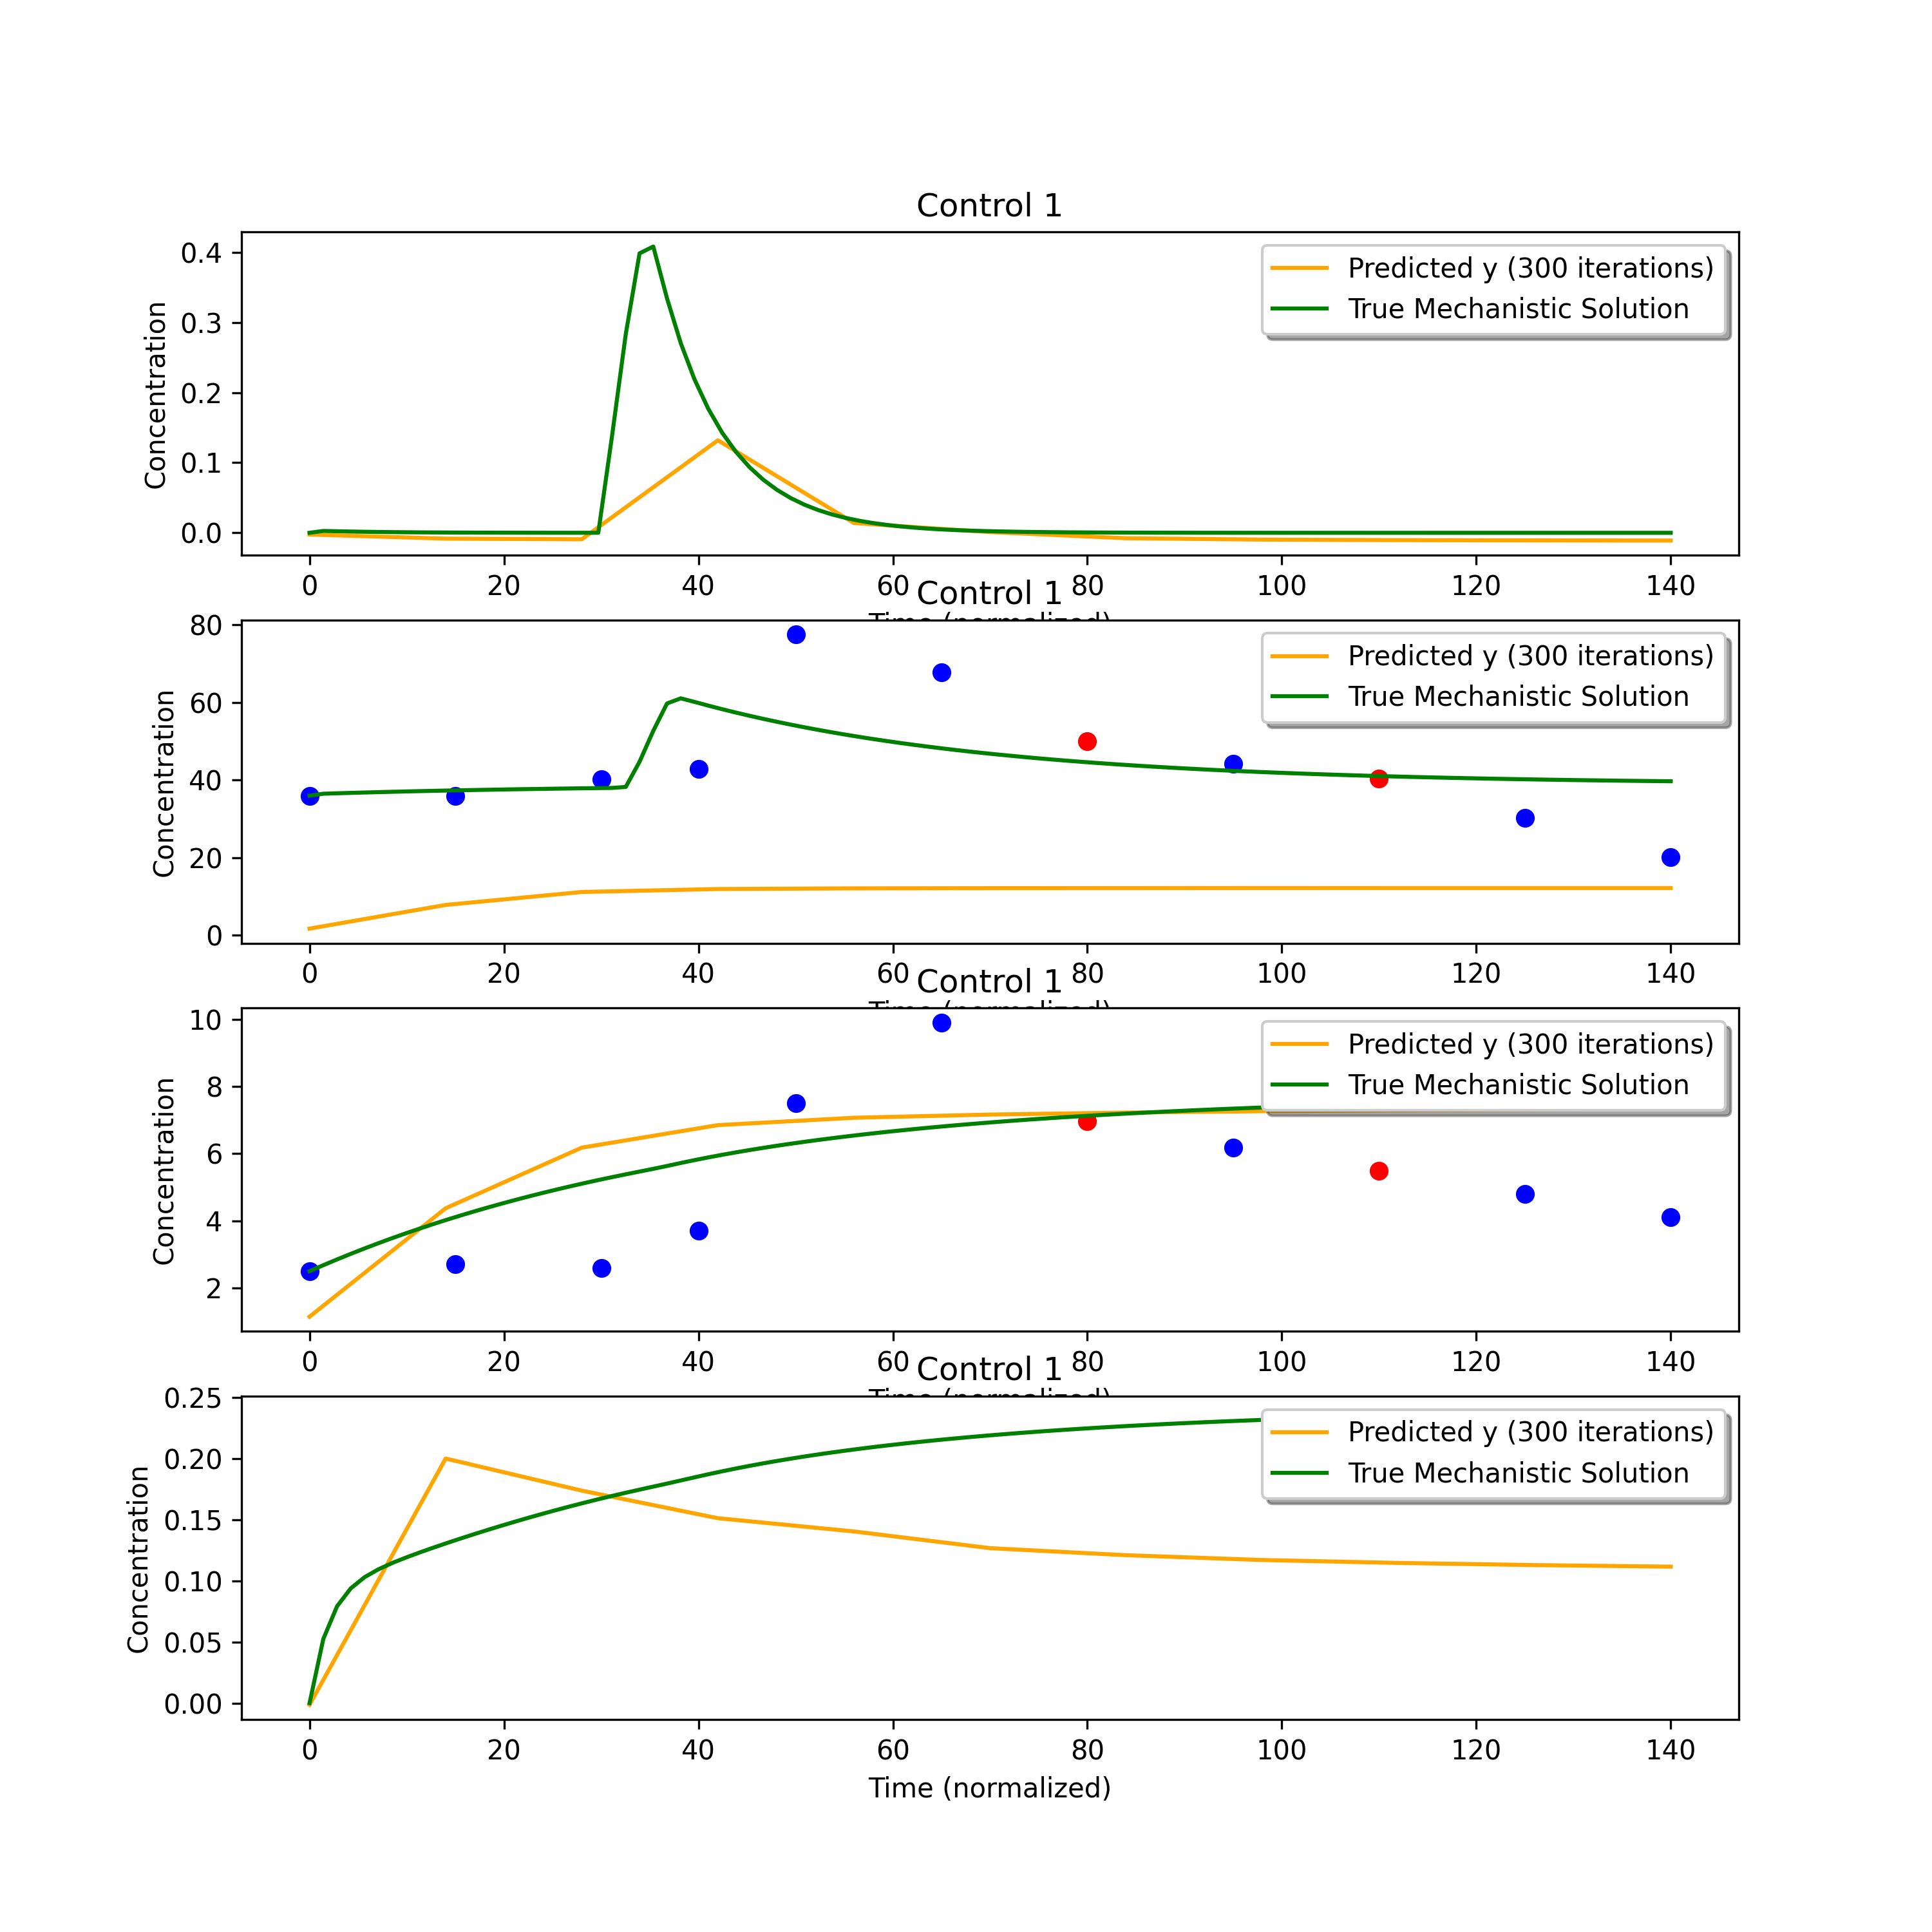 Control 1
Concentration
0.4
0.3
0.2
0.1
0.0
Predicted y (300 iterations)
True Mechanistic Solution
0 20 40 60 80 100 120 140
Control 1
Concentration
80
60
40
20
0
Predicted y (300 iterations)
True Mechanistic Solution
0 20 40 60 80 100 120 140
Control 1
Concentration
10
8
6
4
2
Predicted y (300 iterations)
True Mechanistic Solution
0 20 40 60 80 100 120 140
Control 1
Concentration
0.25
0.20
0.15
0.10
0.05
0.00
Predicted y (300 iterations)
True Mechanistic Solution
0 20 40 60 80 100 120 140
Time (normalized)